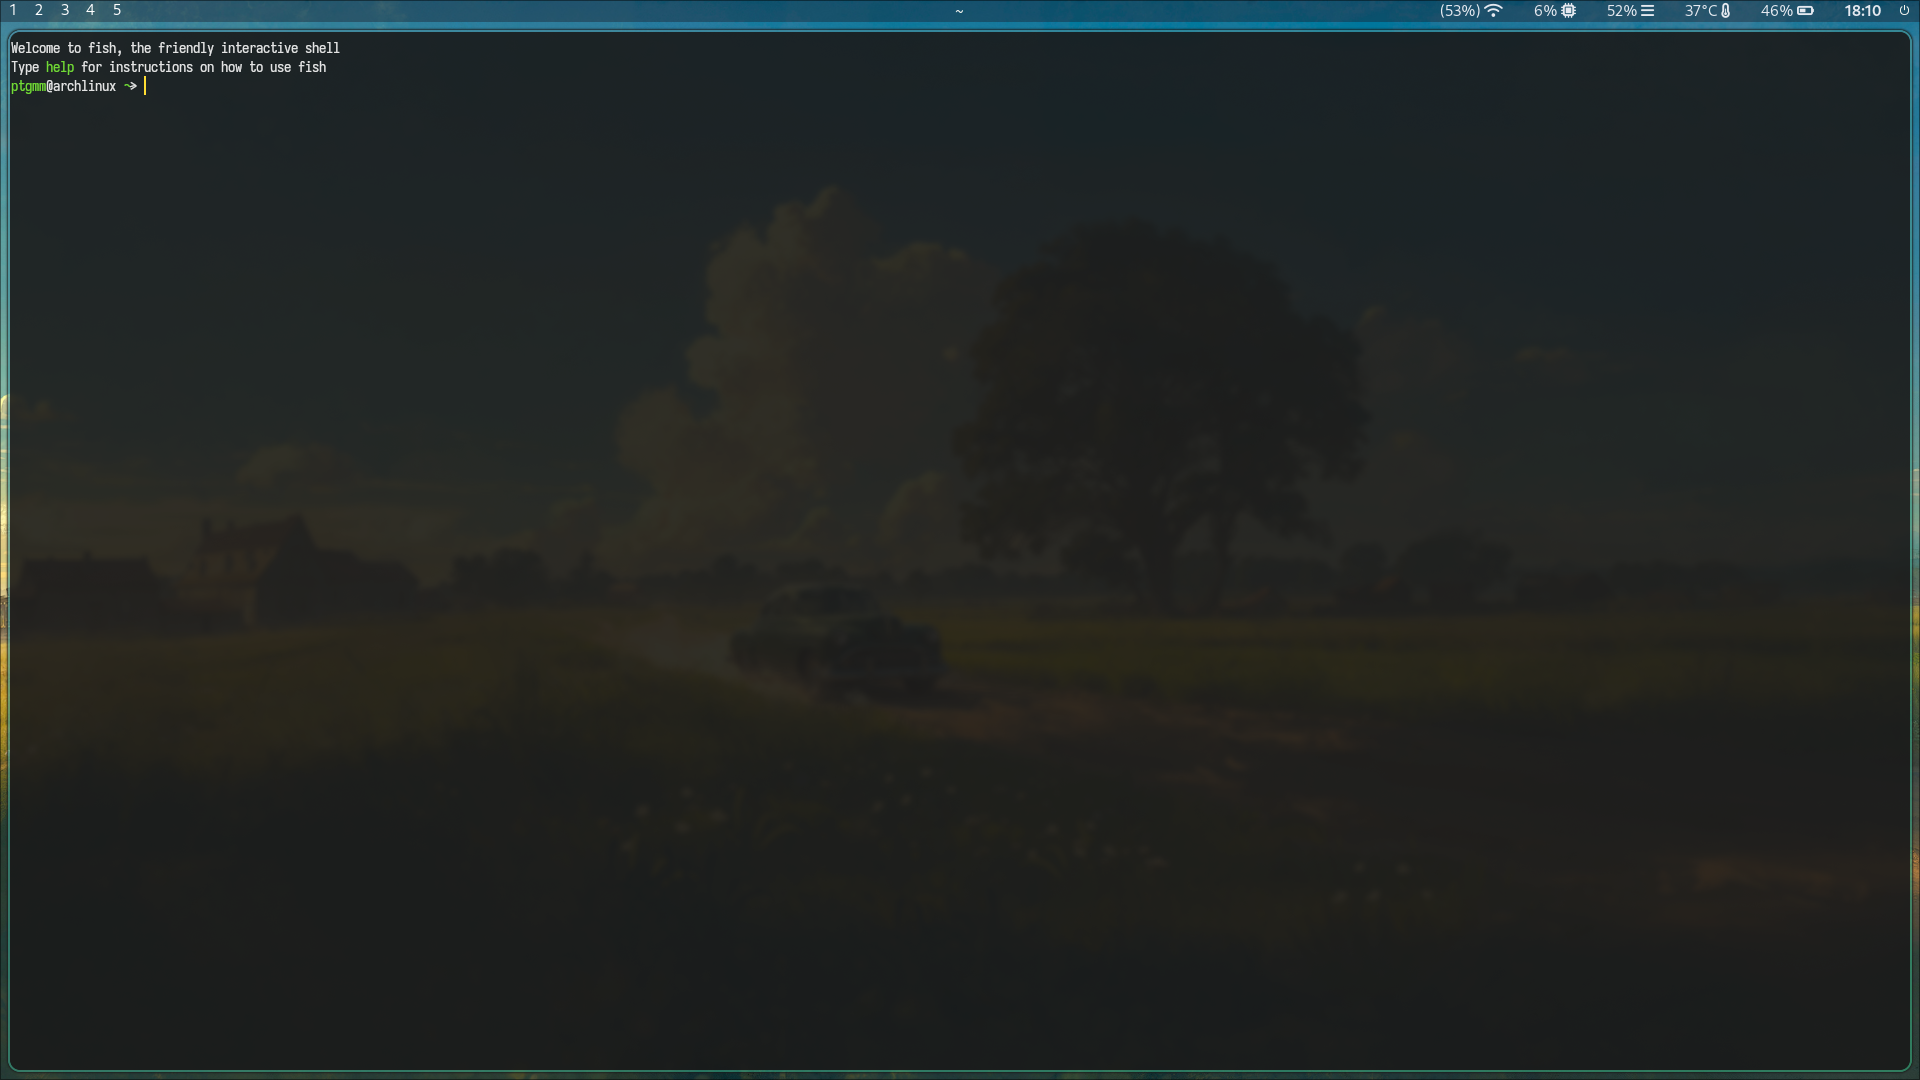 1 2 3 4 5 ~ (53%) 6% 52% 37°C 46% 18:10
Welcome to fish, the friendly interactive shell
Type help for instructions on how to use fish
ptgmm@archlinux ~>